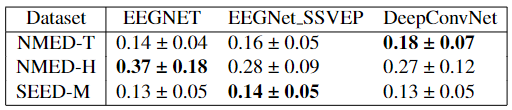 Dataset EEGNET EEGNet_SSVEP DeepConvNet
NMED-T 0.14 ± 0.04 0.16 ± 0.05 0.18 ± 0.07
NMED-H 0.37 ± 0.18 0.28 ± 0.09 0.27 ± 0.12
SEED-M 0.13 ± 0.05 0.14 ± 0.05 0.13 ± 0.05